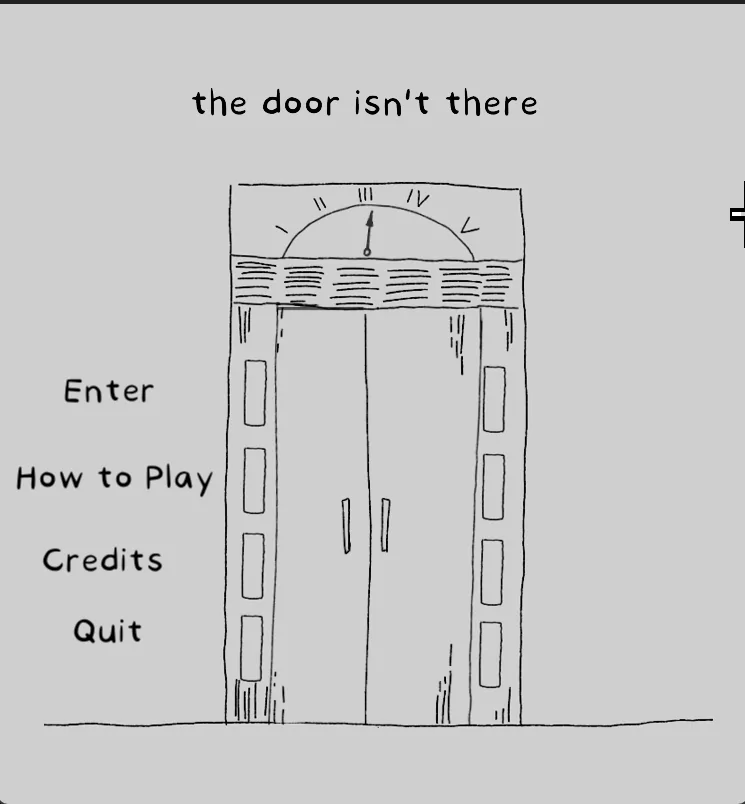 the door isn't there
I II III IV V
Enter
How to Play
Credits
Quit